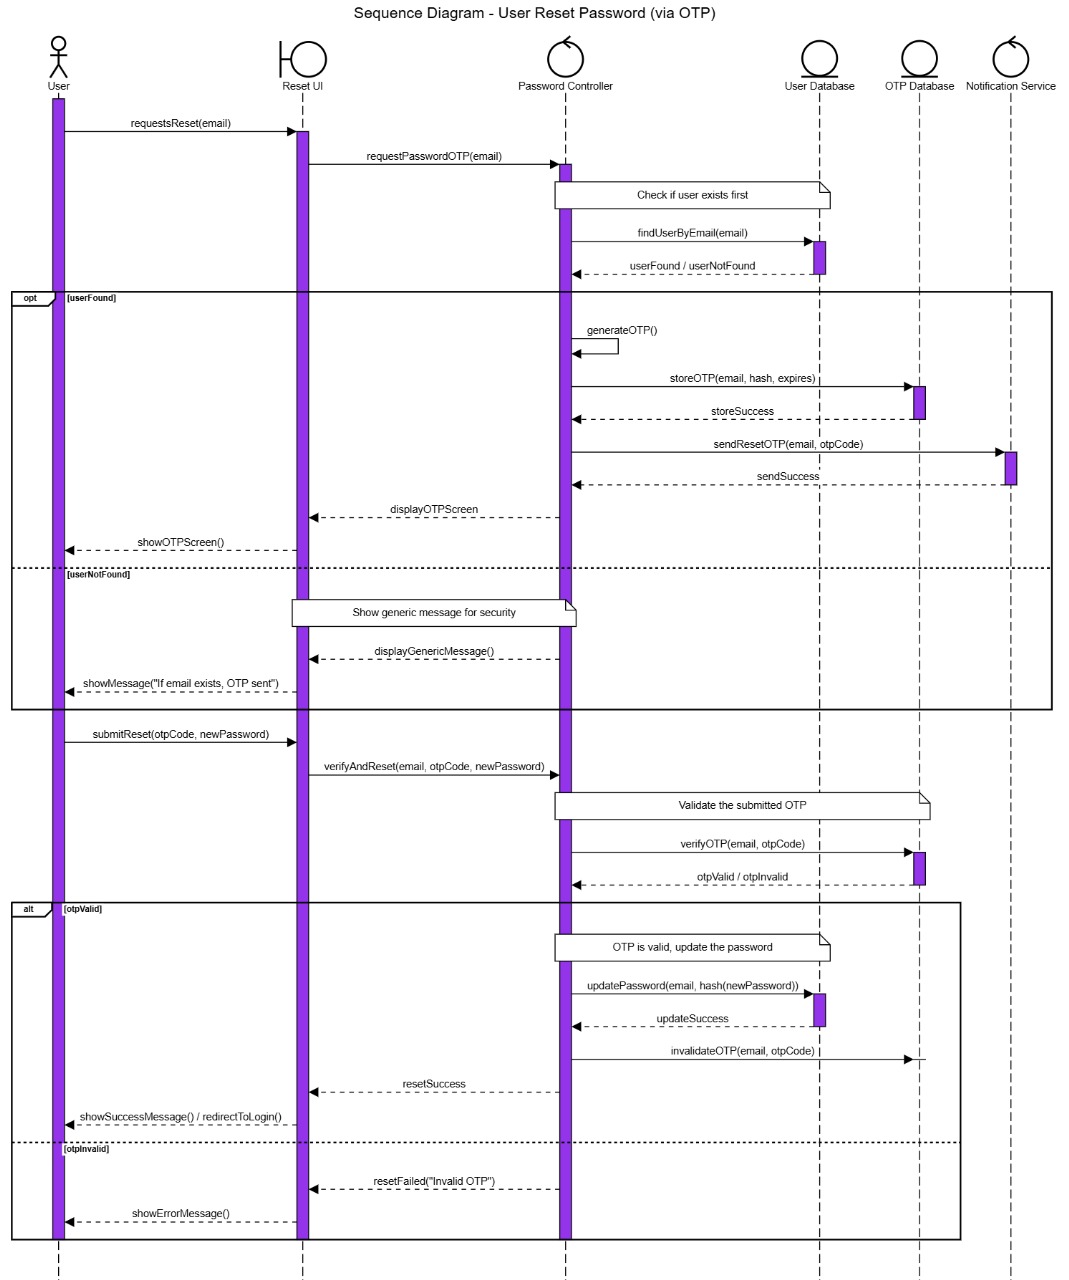 Sequence Diagram - User Reset Password (via OTP)
User
Reset UI
Password Controller
User Database
OTP Database
Notification Service
requestsReset(email)
requestPasswordOTP(email)
Check if user exists first
findUserByEmail(email)
userFound / userNotFound
opt
[userFound]
generateOTP()
storeOTP(email, hash, expires)
storeSuccess
sendResetOTP(email, otpCode)
sendSuccess
displayOTPScreen
showOTPScreen()
[userNotFound]
Show generic message for security
displayGenericMessage()
showMessage("If email exists, OTP sent")
submitReset(otpCode, newPassword)
verifyAndReset(email, otpCode, newPassword)
Validate the submitted OTP
verifyOTP(email, otpCode)
otpValid / otpInvalid
alt
[otpValid]
OTP is valid, update the password
updatePassword(email, hash(newPassword))
updateSuccess
invalidateOTP(email, otpCode)
resetSuccess
showSuccessMessage() / redirectToLogin()
[otpInvalid]
resetFailed("Invalid OTP")
showErrorMessage()